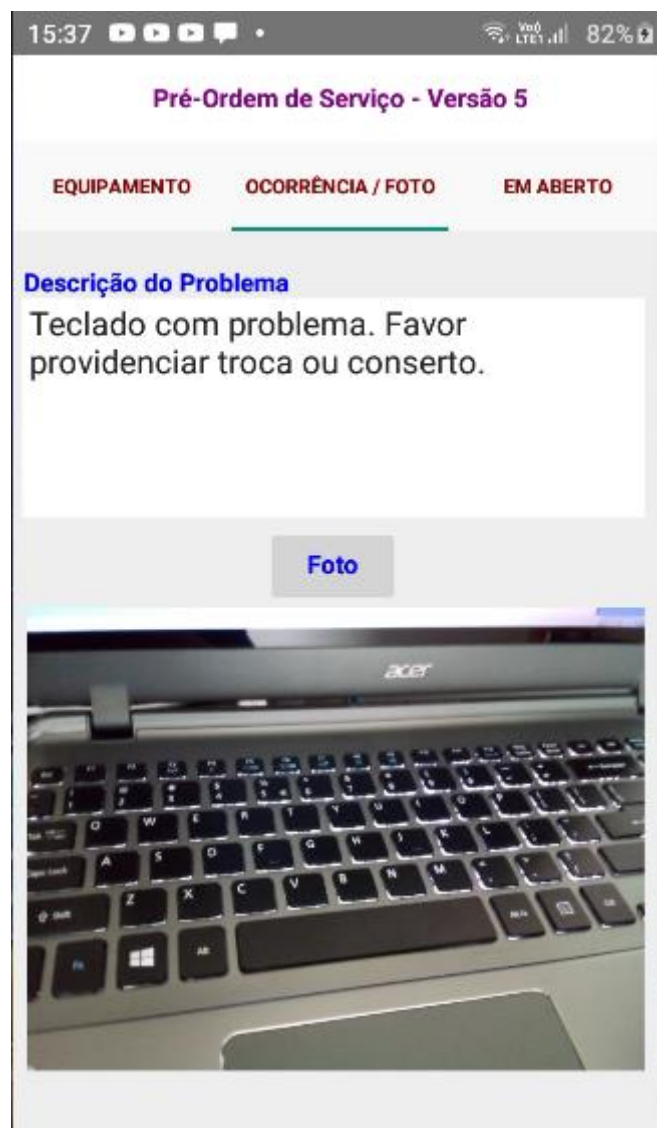 15:37
82%
Pré-Ordem de Serviço - Versão 5
EQUIPAMENTO OCORRÊNCIA / FOTO EM ABERTO
Descrição do Problema
Teclado com problema. Favor
providenciar troca ou conserto.
Foto
acer
W E R T Y U
A S D F G H J K L
Z X C V B N M
Alt